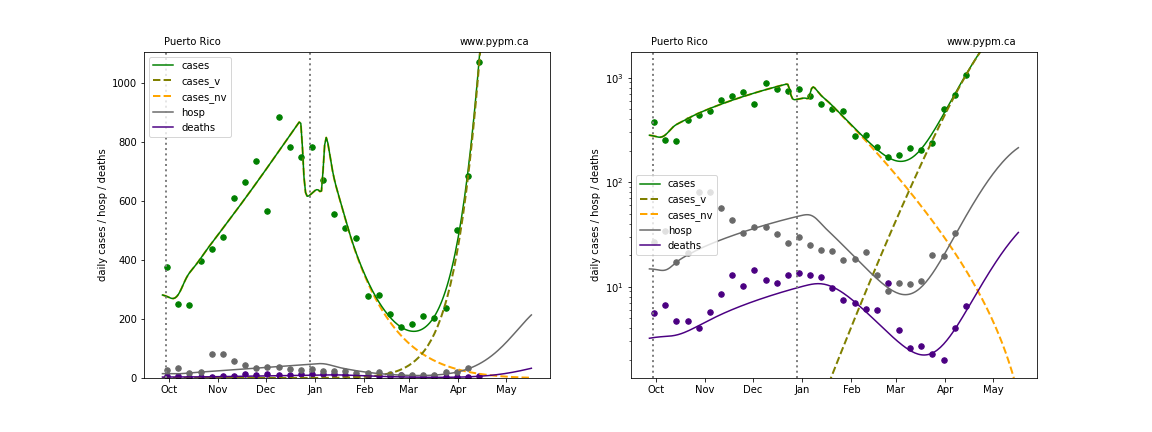 Puerto Rico
www.pypm.ca
daily cases / hosp / deaths
1000
800
600
400
200
0
cases
cases_v
cases_nv
hosp
deaths
Oct
Nov
Dec
Jan
Feb
Mar
Apr
May
Puerto Rico
www.pypm.ca
daily cases / hosp / deaths
10³
10²
10¹
cases
cases_v
cases_nv
hosp
deaths
Oct
Nov
Dec
Jan
Feb
Mar
Apr
May